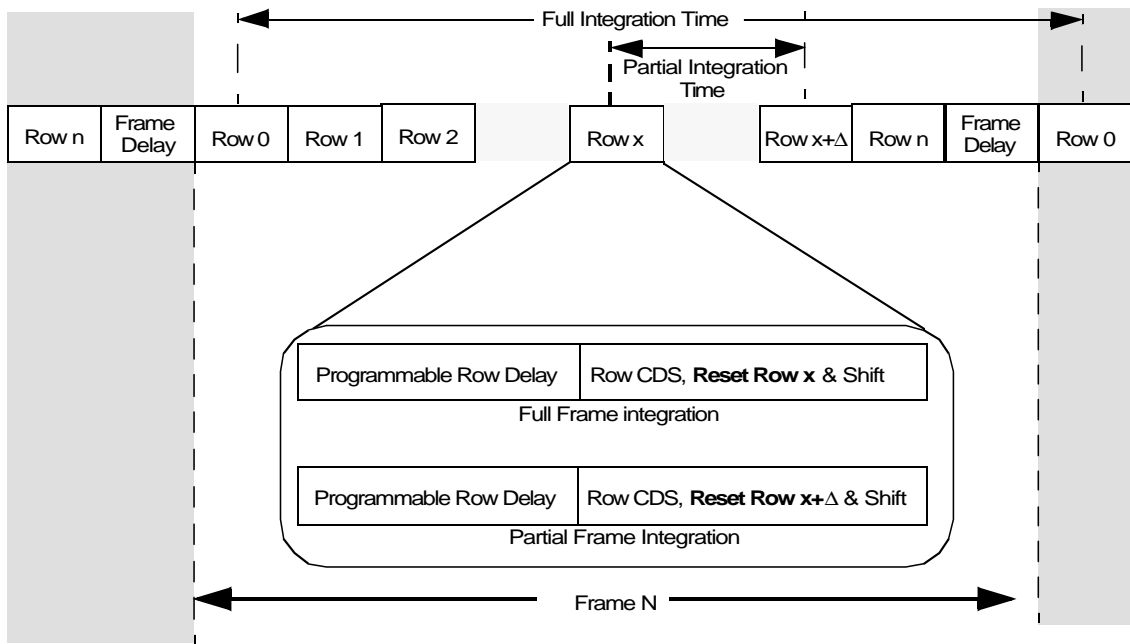 Full Integration Time
Partial Integration
Time
Row n
Frame
Delay
Row 0
Row 1
Row 2
Row x
Row x+Δ
Row n
Frame
Delay
Row 0
Programmable Row Delay
Row CDS, Reset Row x & Shift
Full Frame integration
Programmable Row Delay
Row CDS, Reset Row x+Δ & Shift
Partial Frame Integration
Frame N